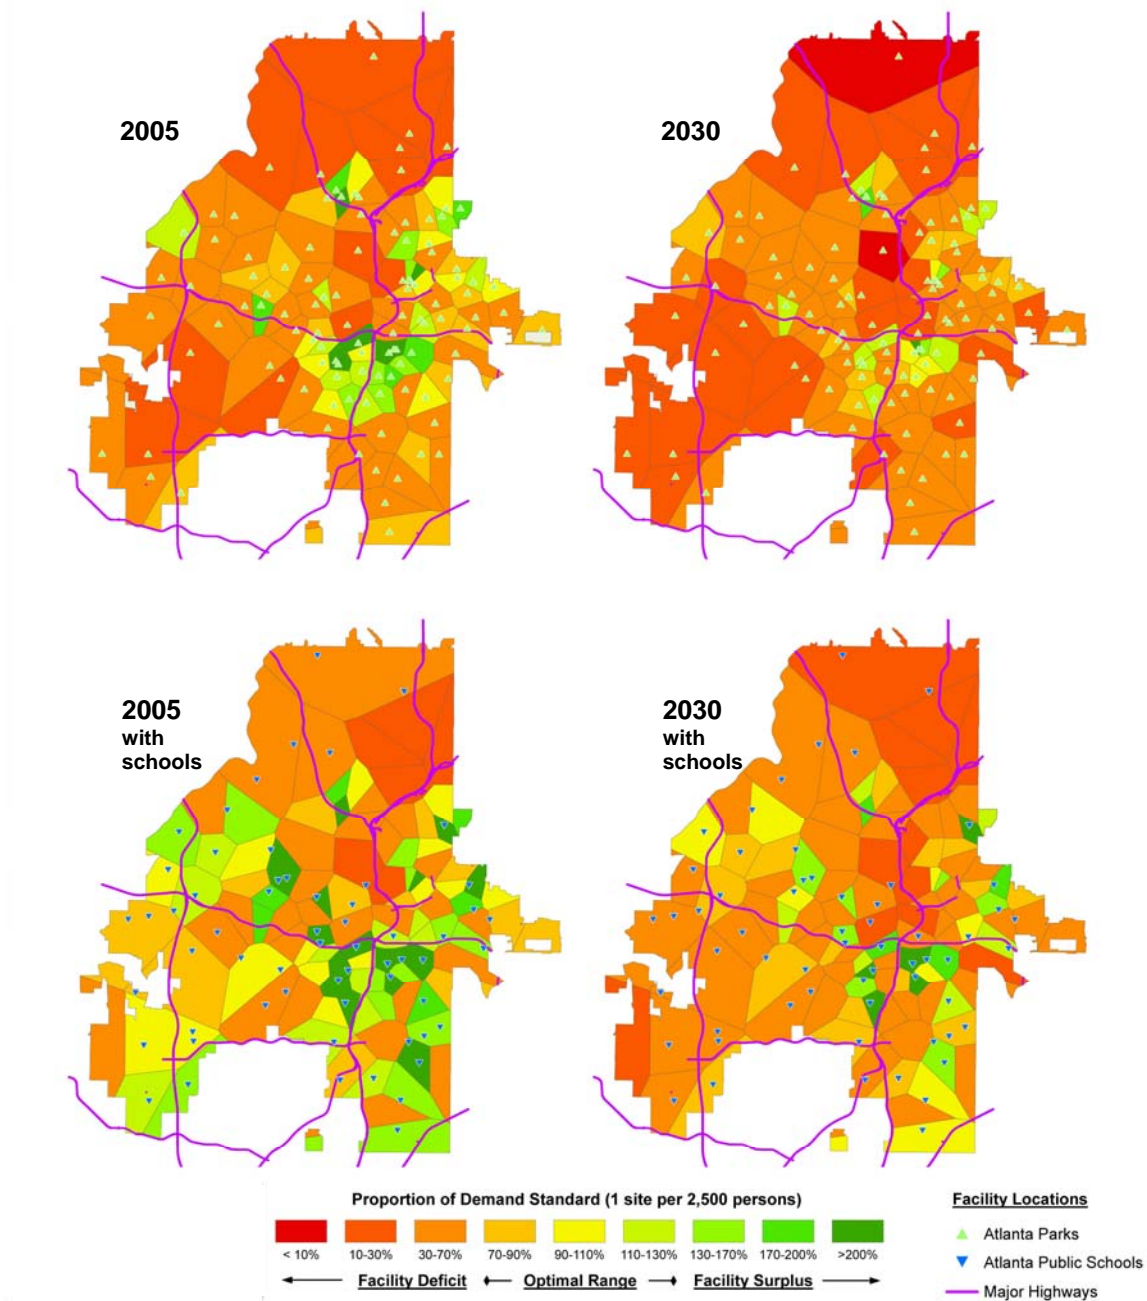 2005
2030
2005
with
schools
2030
with
schools
Proportion of Demand Standard (1 site per 2,500 persons)
< 10% 10-30% 30-70% 70-90% 90-110% 110-130% 130-170% 170-200% >200%
Facility Deficit Optimal Range Facility Surplus
Facility Locations
Atlanta Parks
Atlanta Public Schools
Major Highways